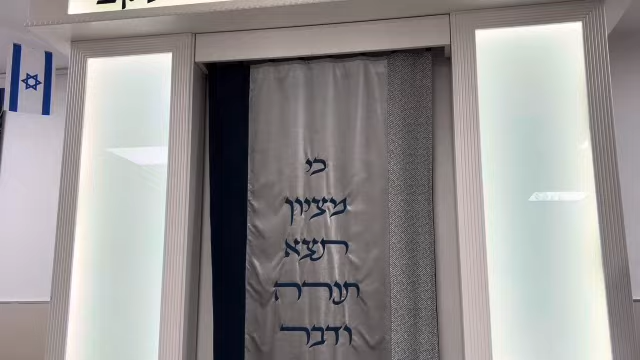 כי
מציון
תצא
תורה
ודבר